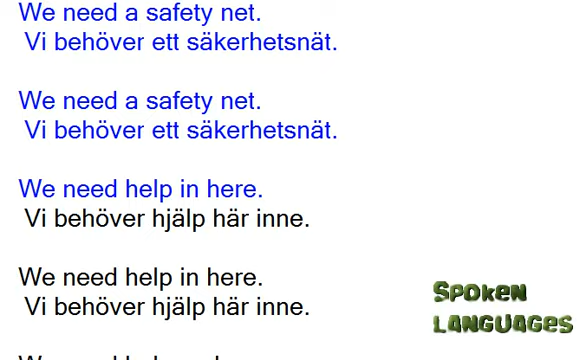 We need a safety net.
Vi behöver ett säkerhetsnät.
We need a safety net.
Vi behöver ett säkerhetsnät.
We need help in here.
Vi behöver hjälp här inne.
We need help in here.
Vi behöver hjälp här inne.
Spoken
Languages